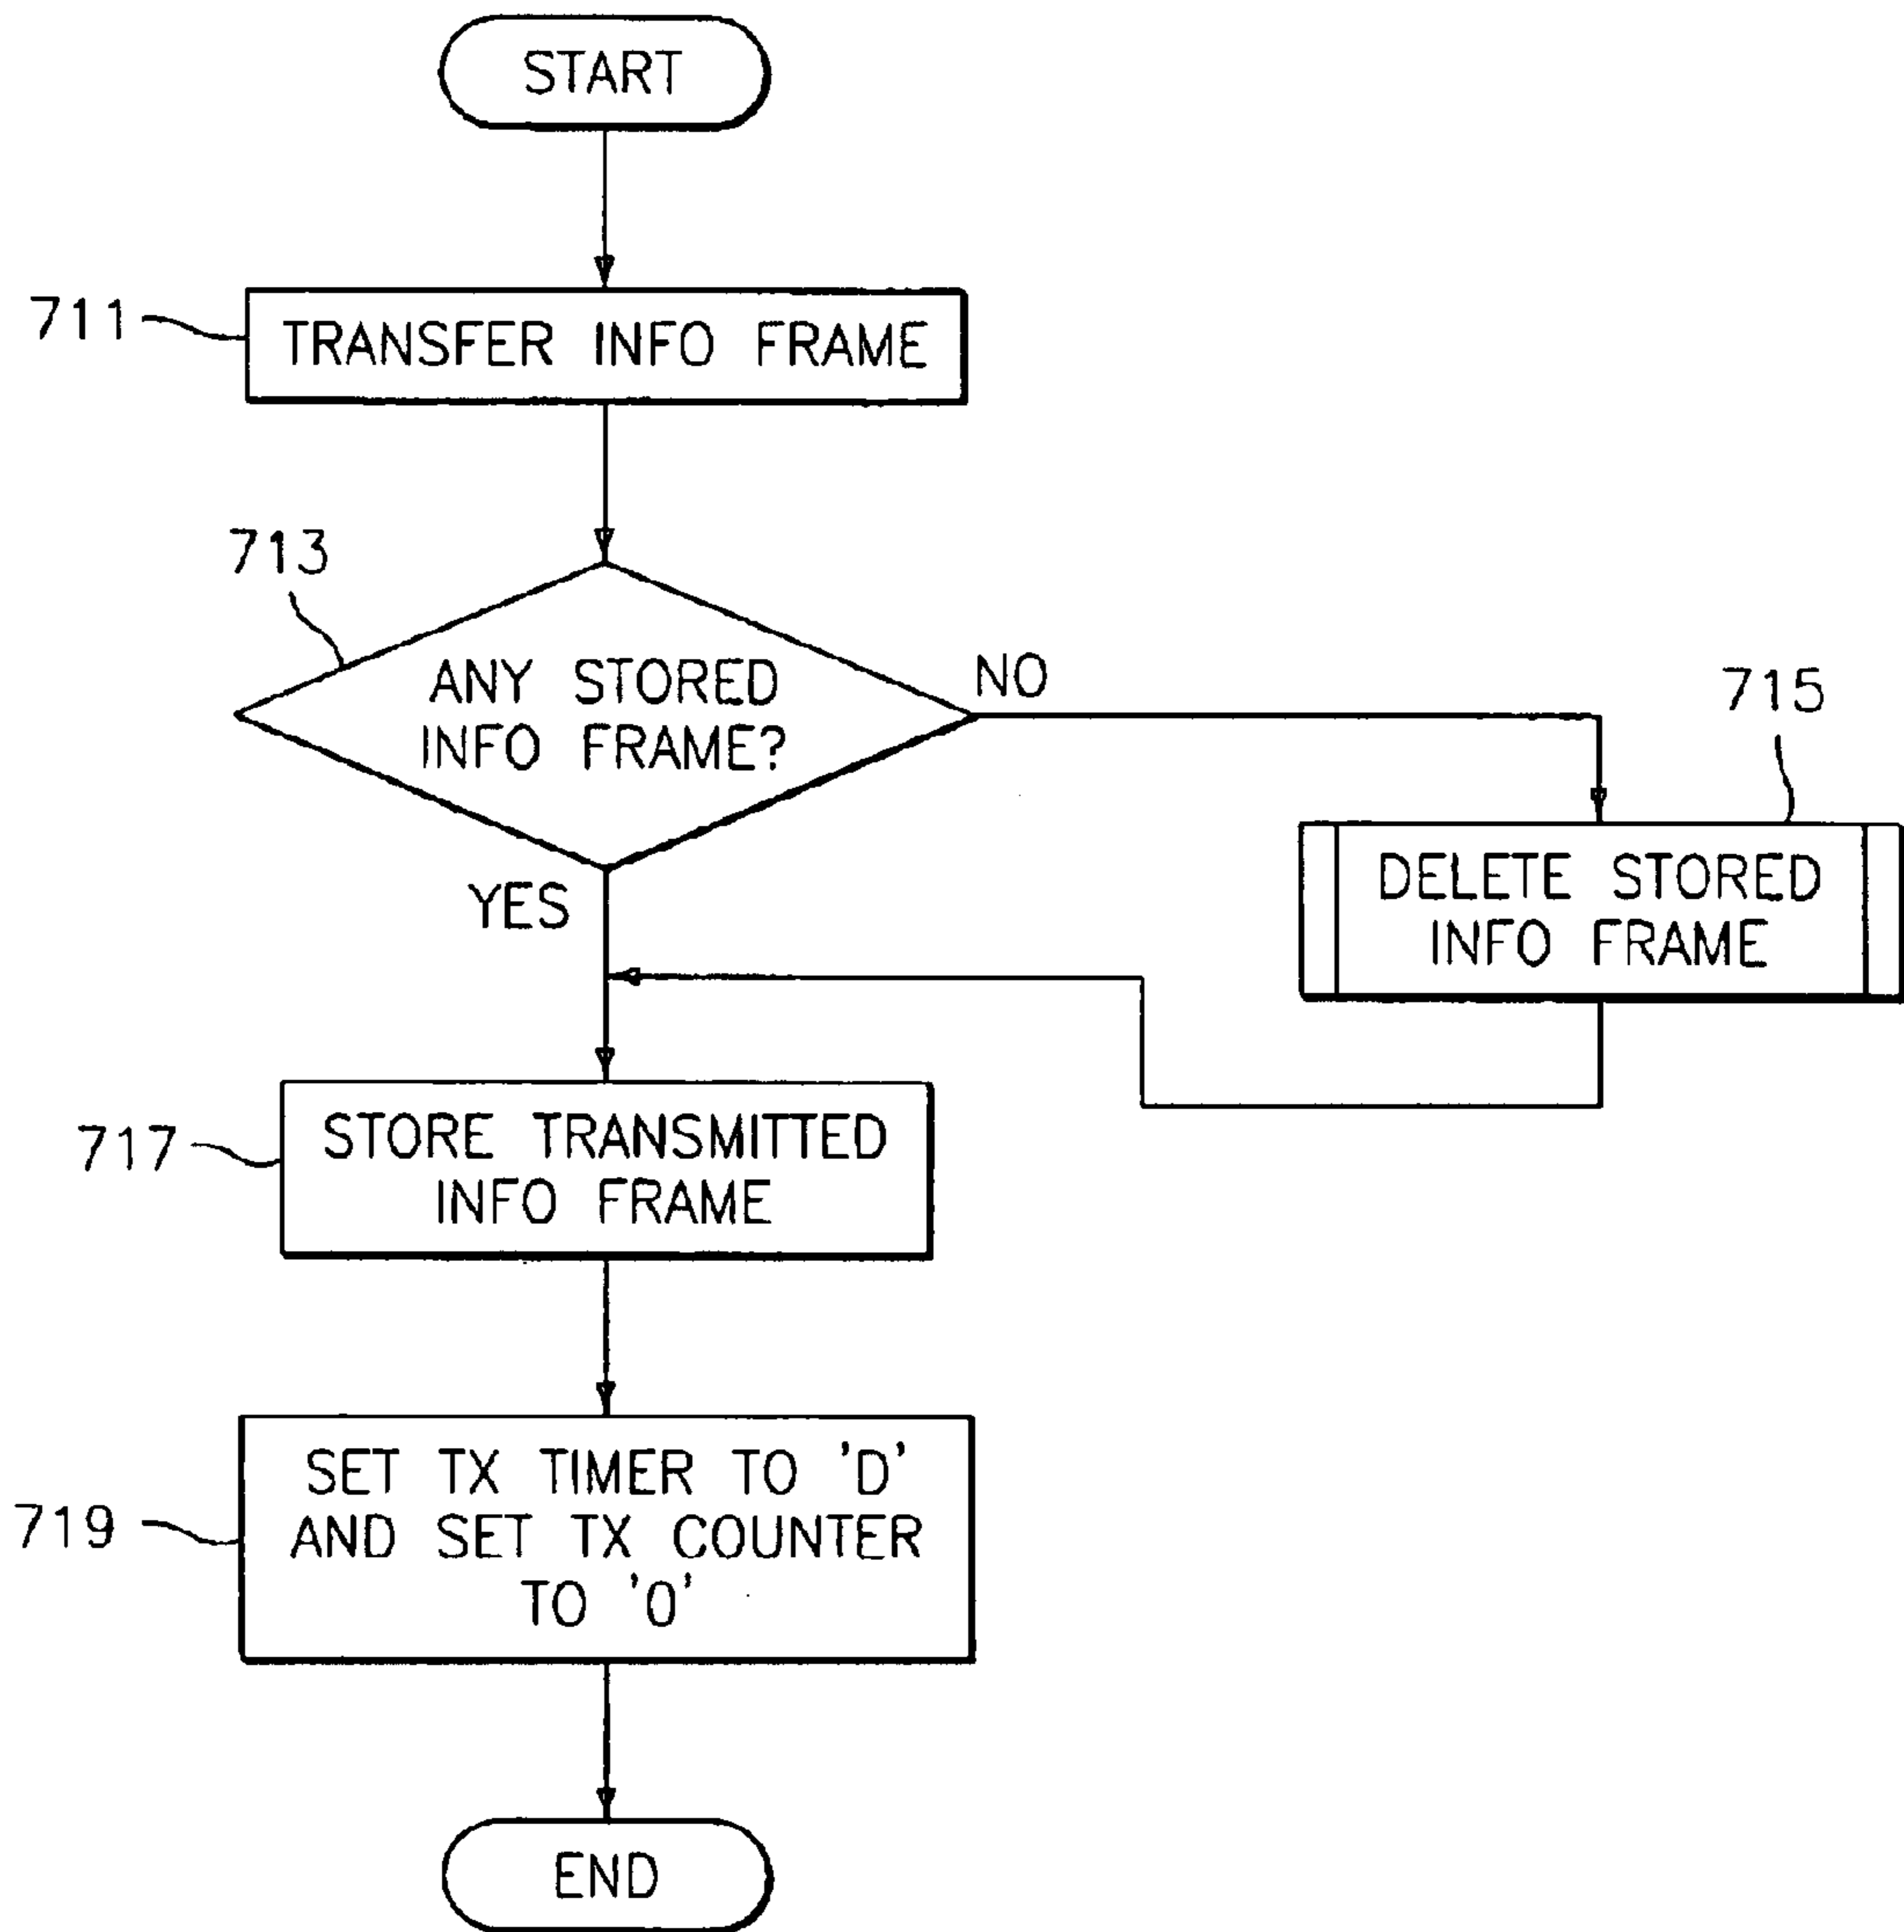 START
711
TRANSFER INFO FRAME
713
ANY STORED
INFO FRAME?
NO
715
YES
DELETE STORED
INFO FRAME
717
STORE TRANSMITTED
INFO FRAME
719
SET TX TIMER TO 'D'
AND SET TX COUNTER
TO '0'
END